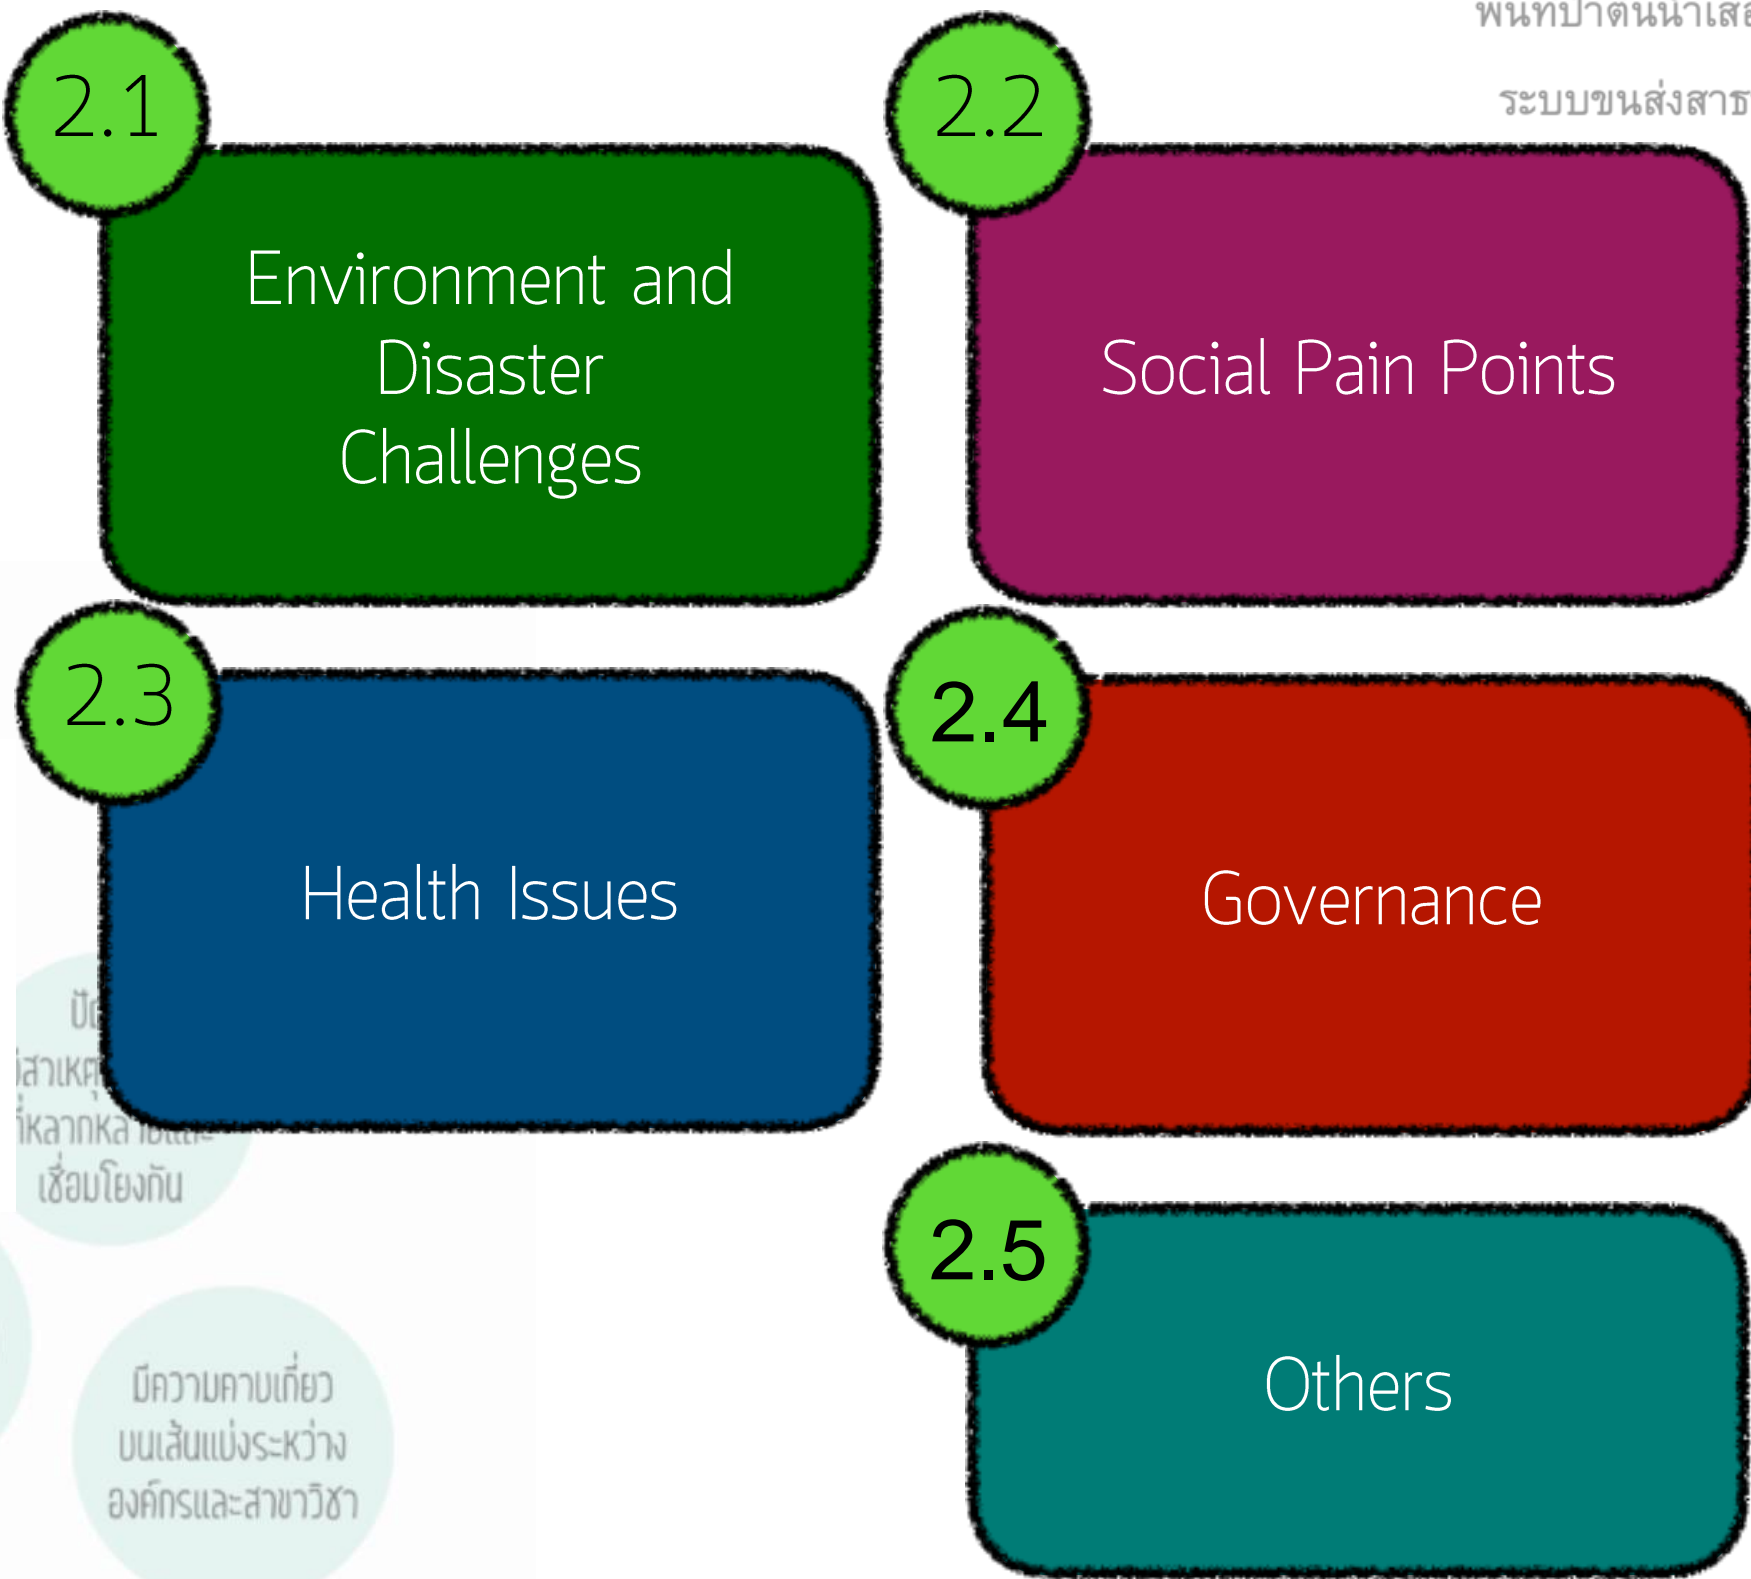 2.1
Environment and
Disaster
Challenges
2.2
Social Pain Points
2.3
Health Issues
2.4
Governance
2.5
Others
ระบบขนส่งสาธ
เชื่อมโยงกัน
มีความคาบเกี่ยว
บนเส้นแบ่งระหว่าง
องค์กรและสาขาวิชา